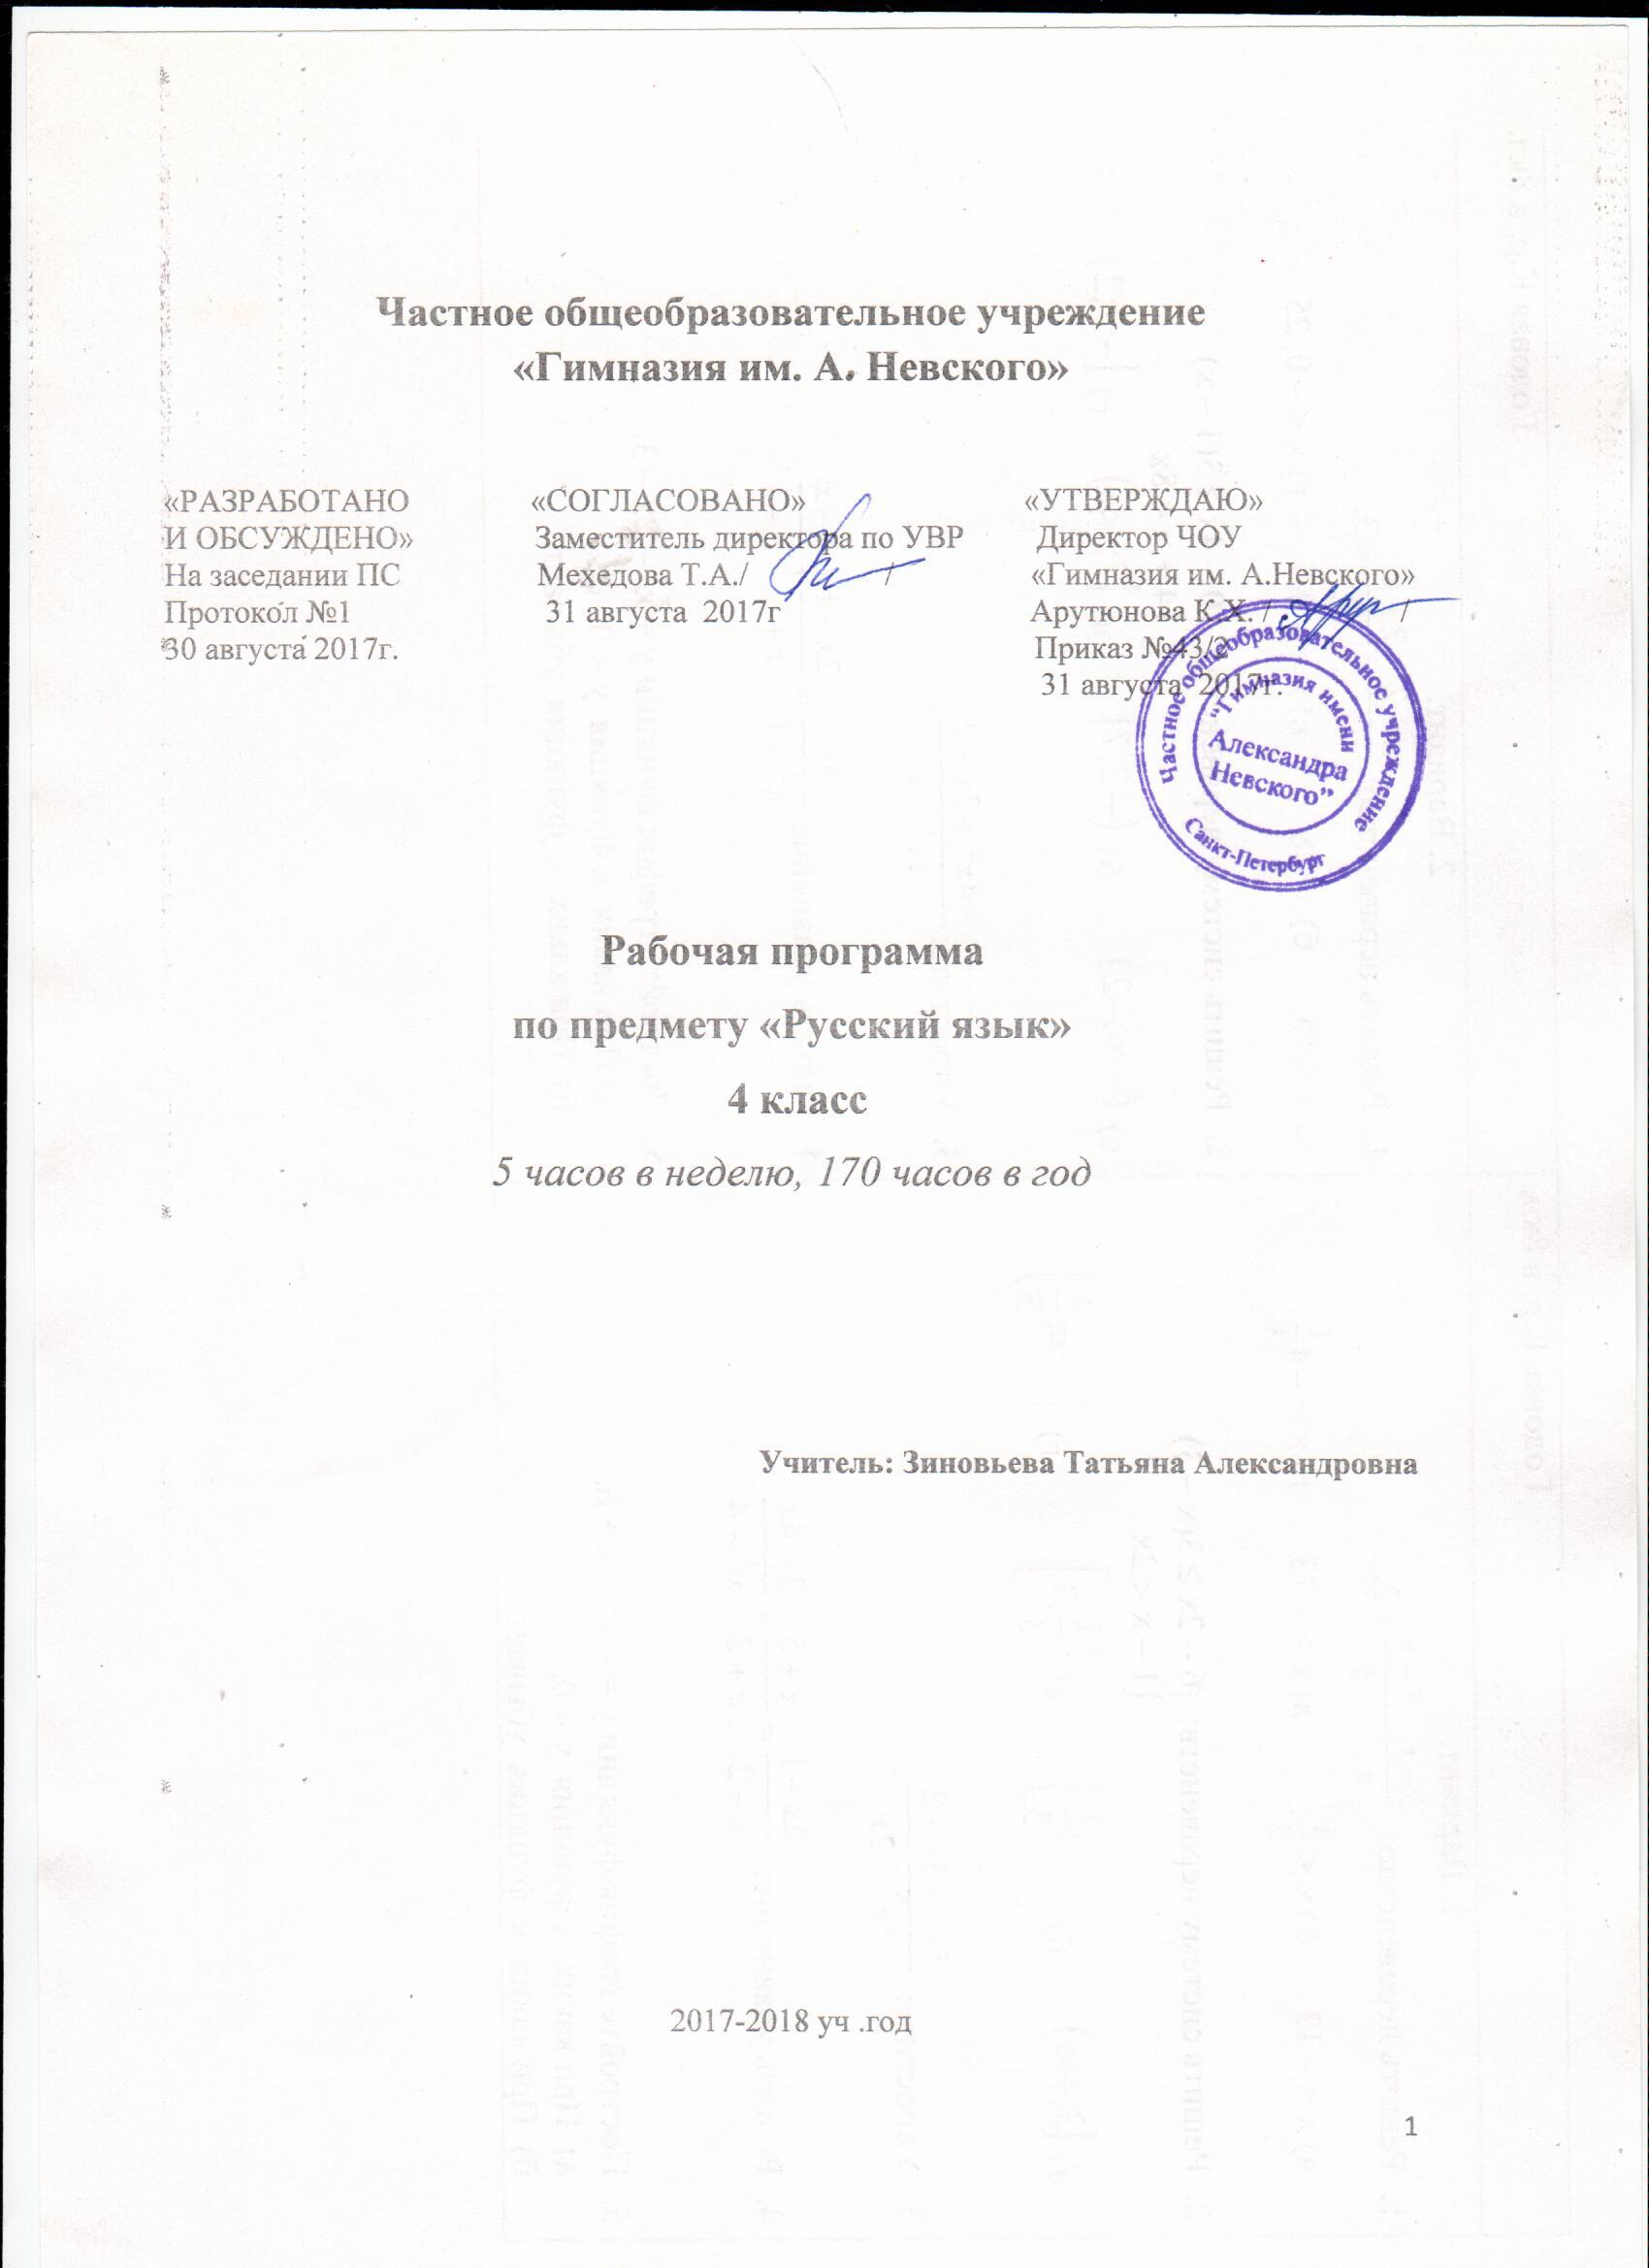 Частное общеобразовательное учреждение
«Гимназия им. А. Невского»
«РАЗРАБОТАНО
И ОБСУЖДЕНО»
На заседании ПС
Протокол №1
30 августа 2017г.
«СОГЛАСОВАНО»
Заместитель директора по УВР
Мехедова Т.А./ /
31 августа 2017г
«УТВЕРЖДАЮ»
Директор ЧОУ
«Гимназия им. А.Невского»
Арутюнова К.Х. / /
Приказ №43/2
31 августа 2017г.
Частное общеобразовательное учреждение
"Гимназия имени
Александра
Невского"
Санкт-Петербург
Рабочая программа
по предмету «Русский язык»
4 класс
5 часов в неделю, 170 часов в год
Учитель: Зиновьева Татьяна Александровна
2017-2018 уч .год
1